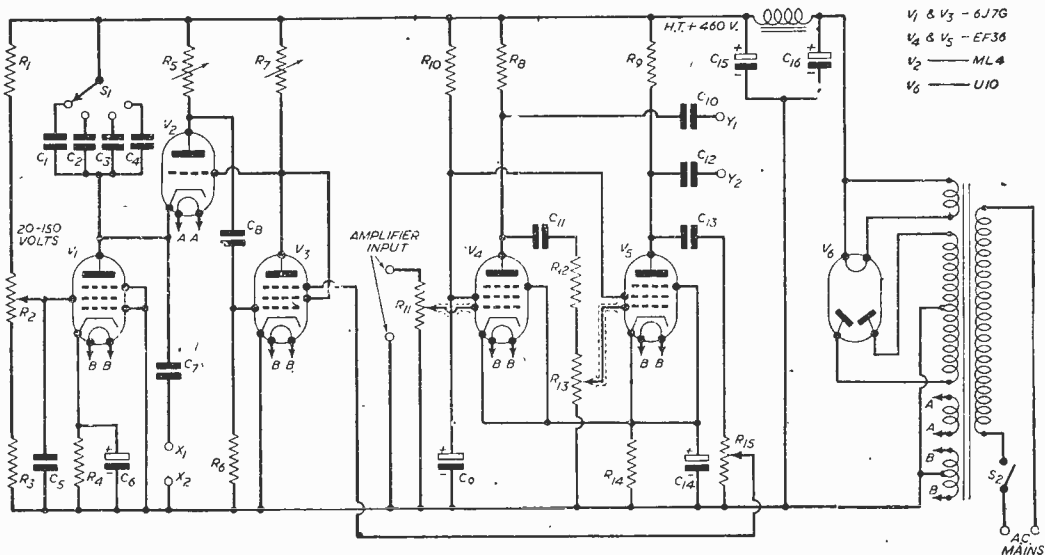 V1 & V3 - 6J7G
V4 & V5 - EF36
V2 — ML4
V6 — U10
H.T. + 460 V.
R1
S1
R5
R7
R10
R8
R9
C15
C16
C10
Y1
C12
Y2
V2
C1
C2
C3
C4
A A
C8
C11
C13
20-150 VOLTS
V1
V3
AMPLIFIER INPUT
V4
R12
V5
V6
R2
R11
R13
B B
B B
B B
B B
C7
X1
X2
R3
C5
R4
C6
R6
C9
R14
C14
R15
A
A
B
B
S2
A.C. MAINS